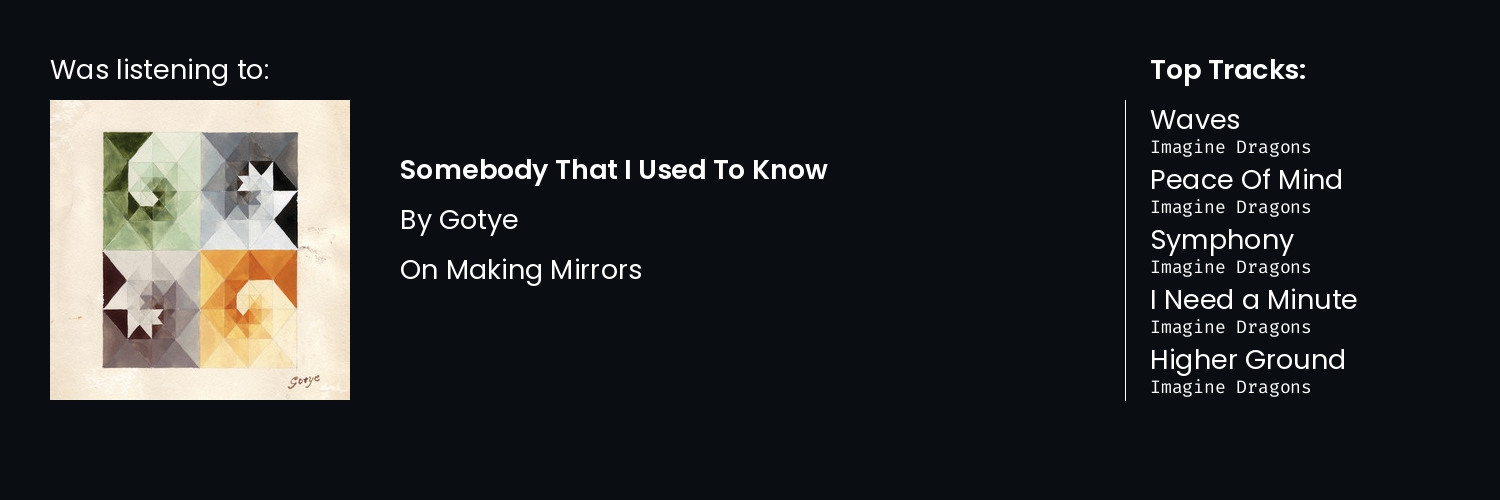 Was listening to:
Gotye
Somebody That I Used To Know
By Gotye
On Making Mirrors
Top Tracks:
Waves
Imagine Dragons
Peace Of Mind
Imagine Dragons
Symphony
Imagine Dragons
I Need a Minute
Imagine Dragons
Higher Ground
Imagine Dragons